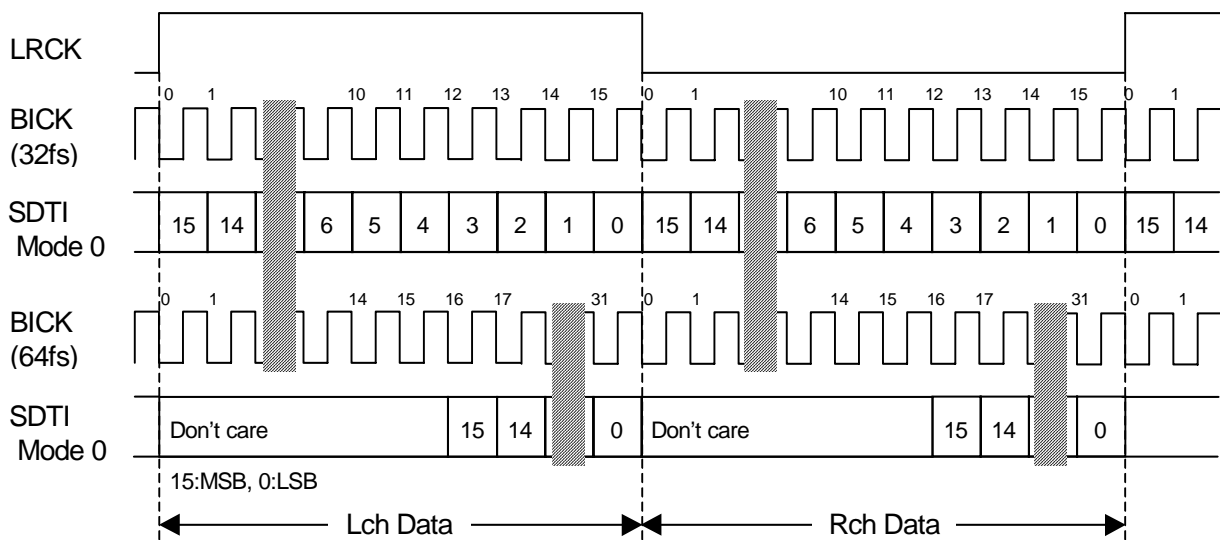 LRCK
0 1 10 11 12 13 14 15 0 1 10 11 12 13 14 15 0 1
BICK
(32fs)
SDTI
Mode 0
15 14 6 5 4 3 2 1 0 15 14 6 5 4 3 2 1 0 15 14
0 1 14 15 16 17 31 0 1 14 15 16 17 31 0 1
BICK
(64fs)
SDTI
Mode 0
Don't care 15 14 0 Don't care 15 14 0
15:MSB, 0:LSB
Lch Data Rch Data